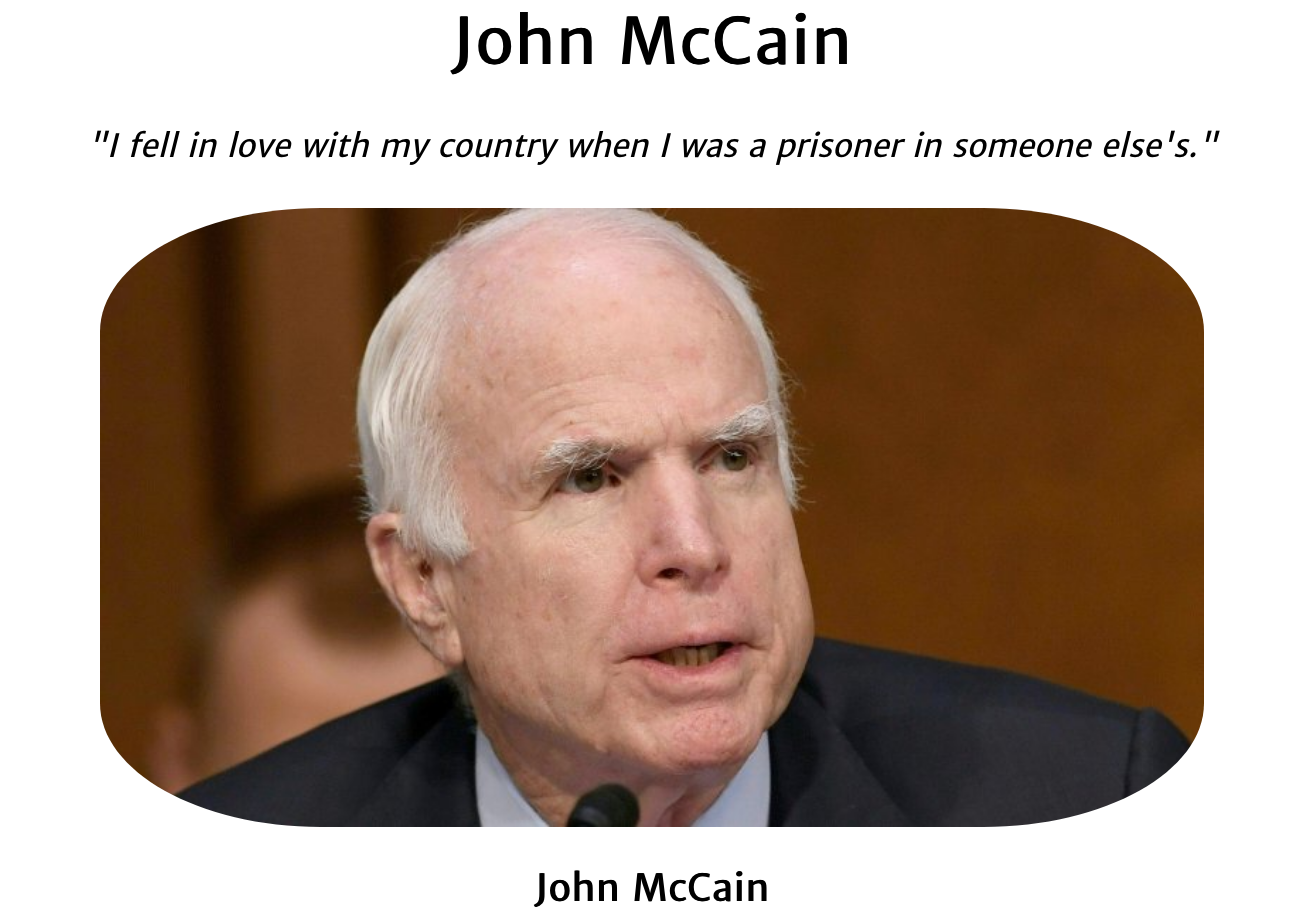 John McCain
"I fell in love with my country when I was a prisoner in someone else's."
John McCain